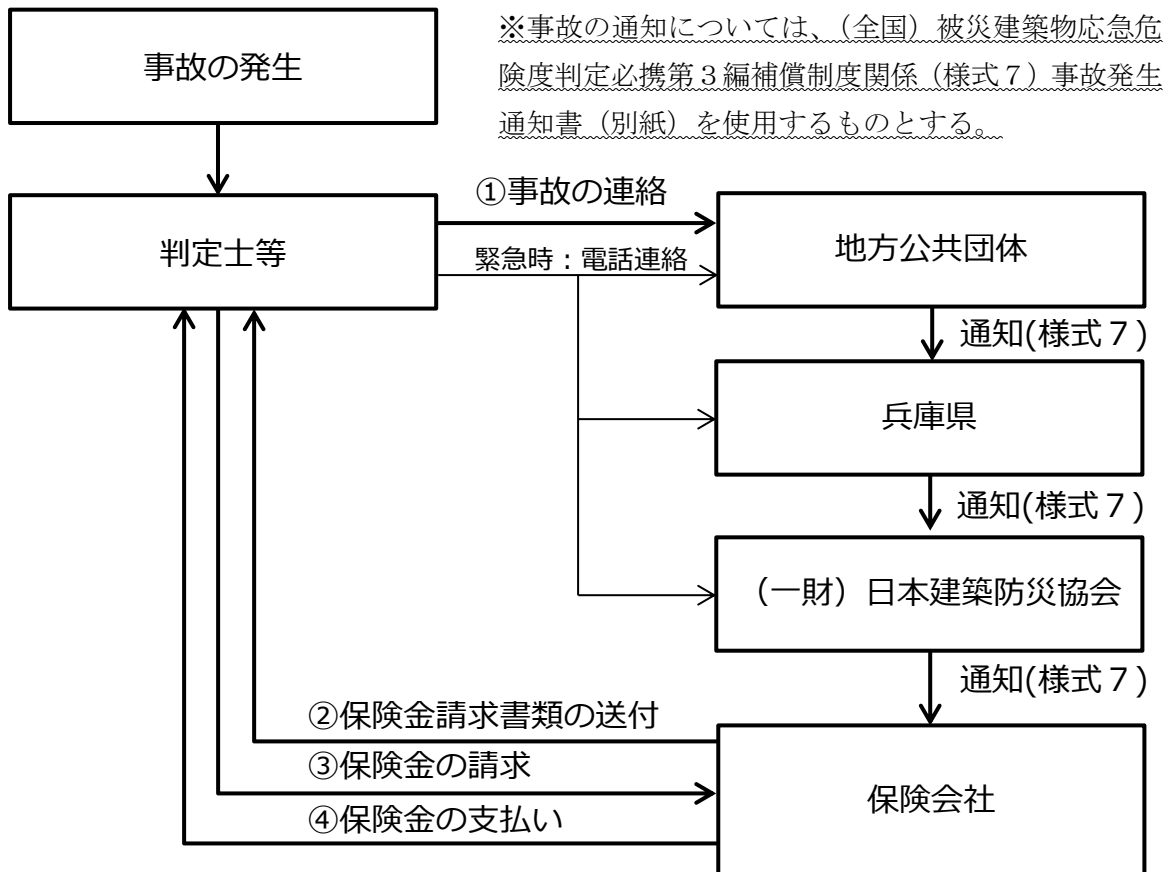 事故の発生
※事故の通知については、（全国）被災建築物応急危
険度判定必携第３編補償制度関係（様式７）事故発生
通知書（別紙）を使用するものとする。
①事故の連絡
判定士等
地方公共団体
緊急時：電話連絡
通知(様式７)
兵庫県
通知(様式７)
（一財）日本建築防災協会
通知(様式７)
②保険金請求書類の送付
③保険金の請求
保険会社
④保険金の支払い